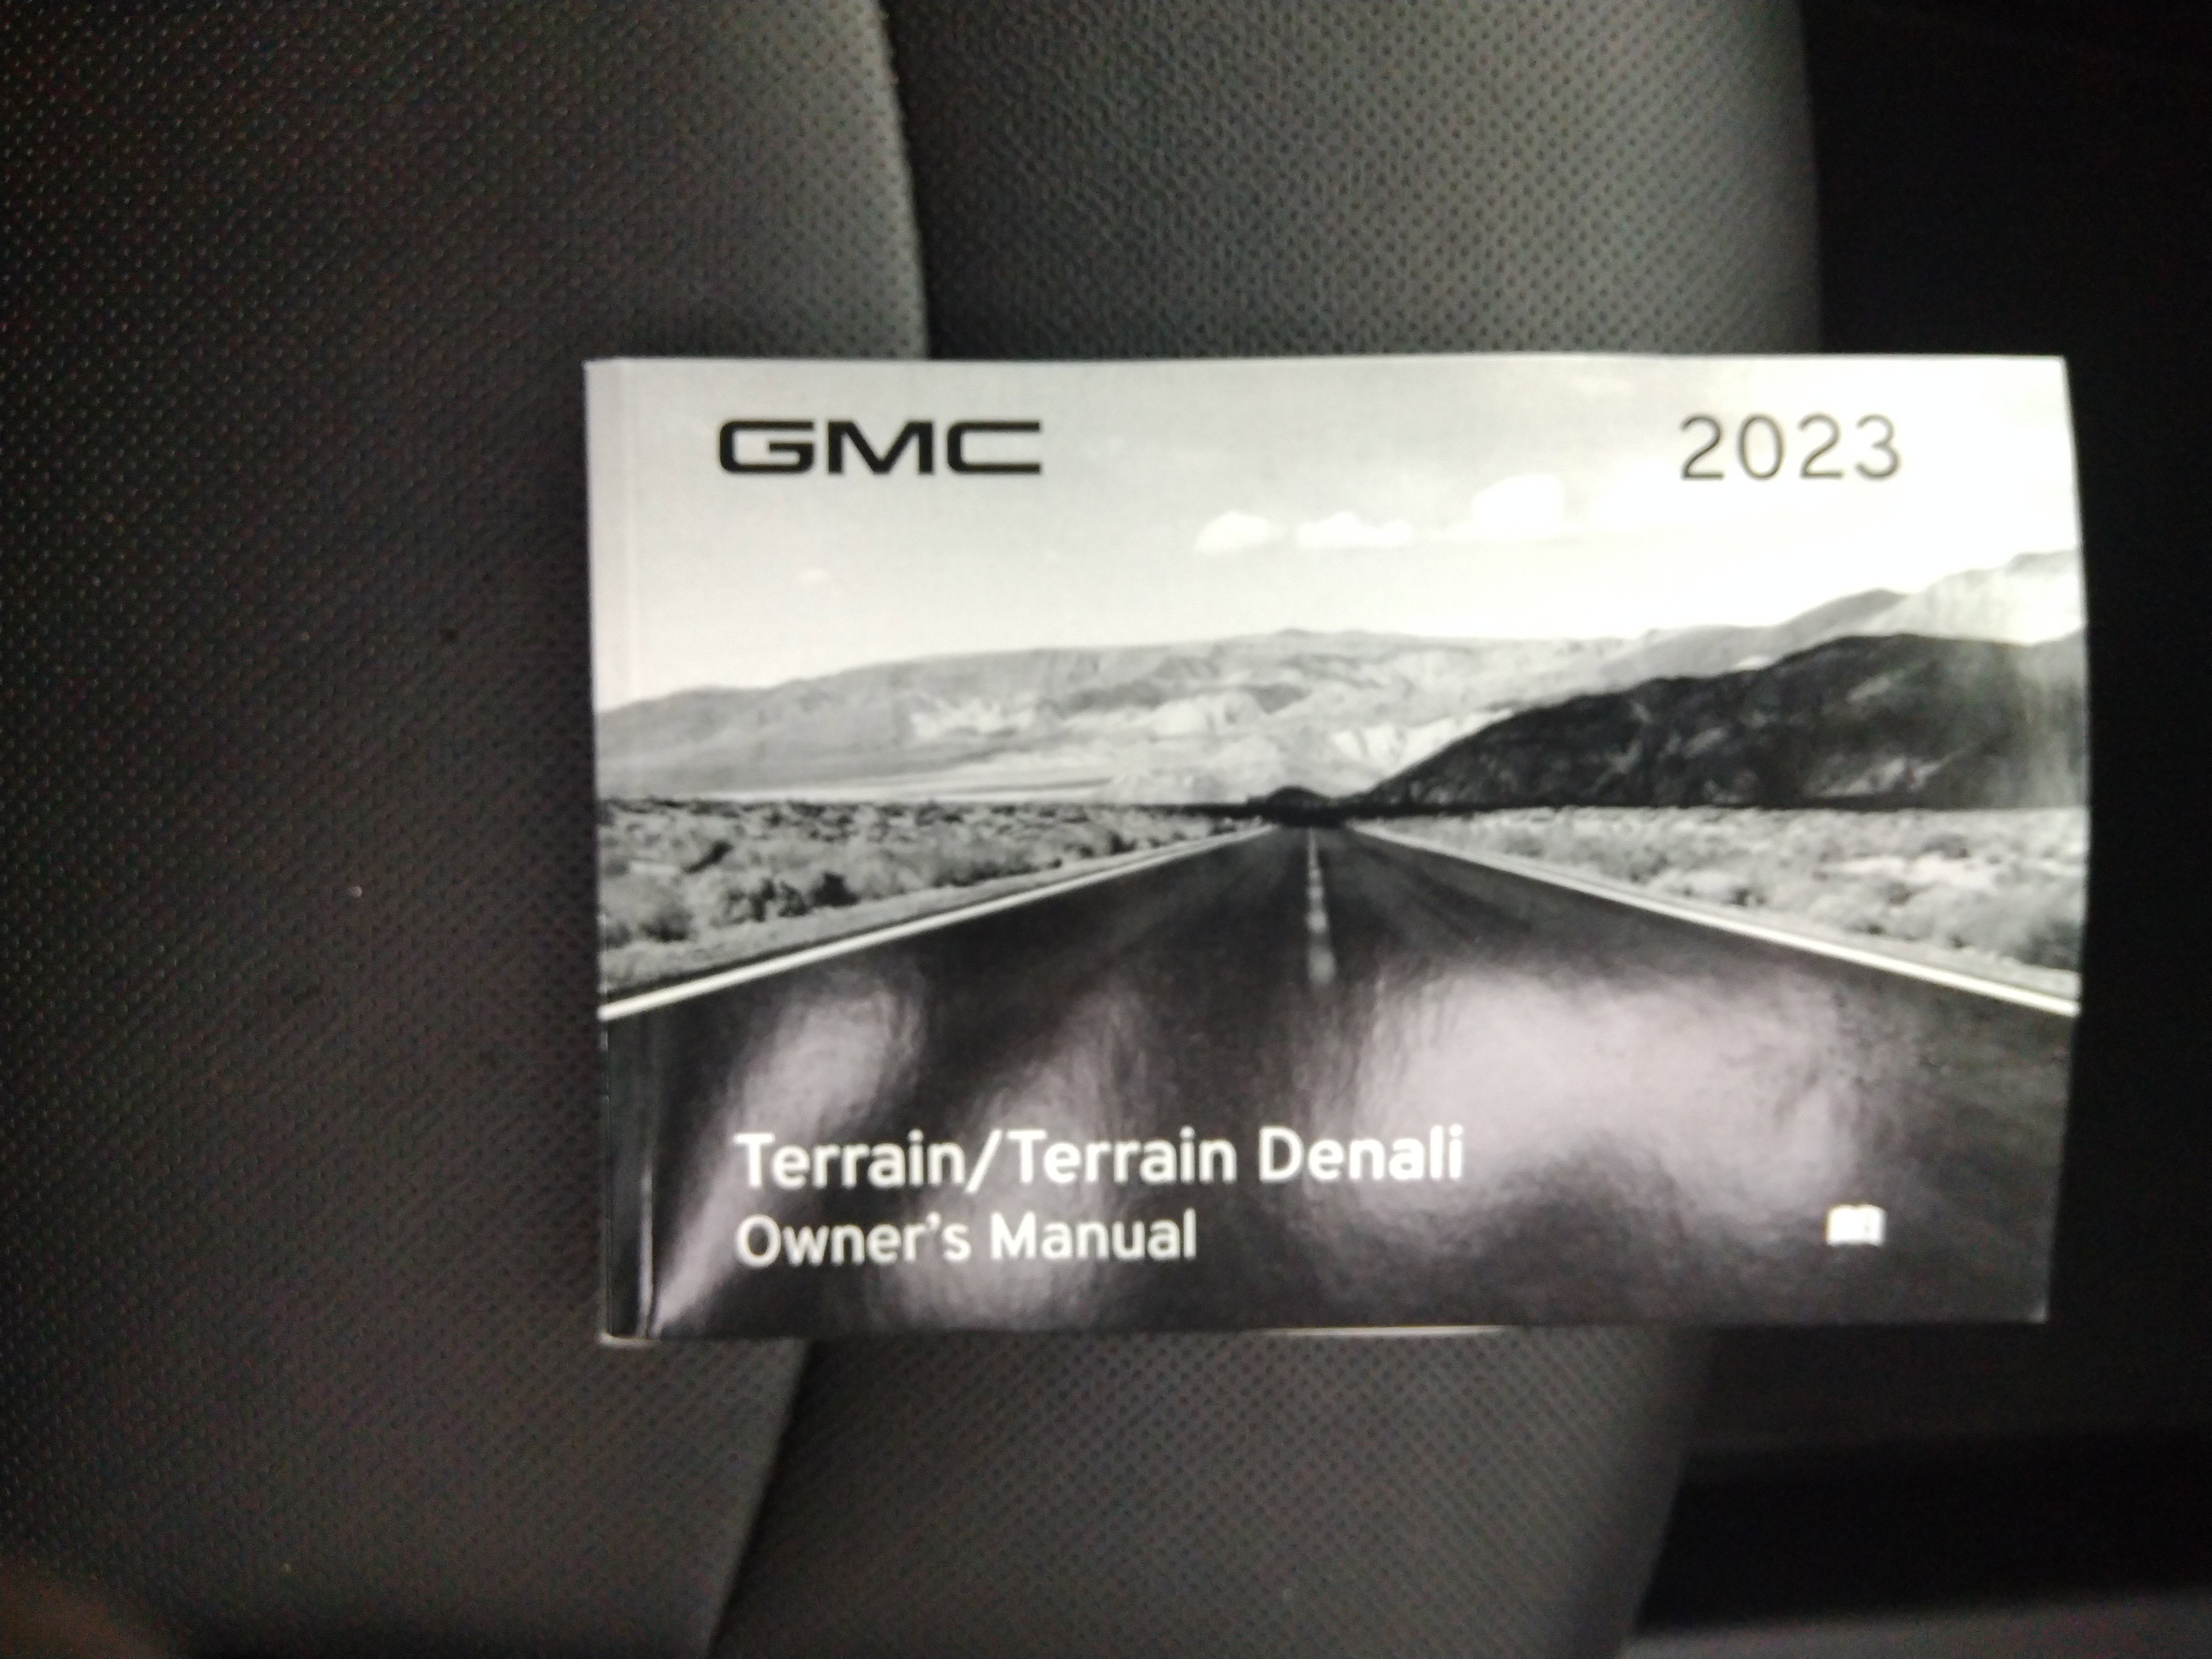 GMC 2023
Terrain/Terrain Denali
Owner's Manual